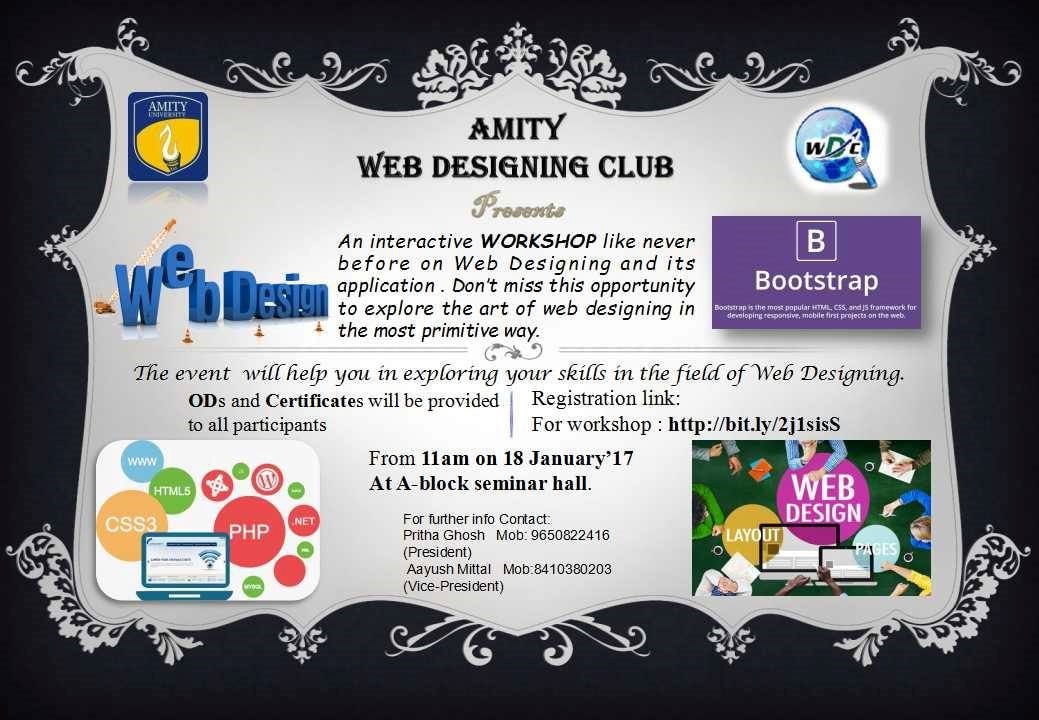 AMITY
UNIVERSITY
AMITY
WEB DESIGNING CLUB
WDC
Presents
Web Design
An interactive WORKSHOP like never
before on Web Designing and its
application . Don't miss this opportunity
to explore the art of web designing in
the most primitive way.
B
Bootstrap
Bootstrap is the most popular HTML, CSS, and JS framework for
developing responsive, mobile first projects on the web.
The event will help you in exploring your skills in the field of Web Designing.
ODs and Certificates will be provided
to all participants
Registration link:
For workshop : http://bit.ly/2j1sisS
From 11am on 18 January'17
At A-block seminar hall.
For further info Contact:
Pritha Ghosh Mob: 9650822416
(President)
Aayush Mittal Mob:8410380203
(Vice-President)
WWW
HTML5
CSS3
PHP
.NET
MYSQL
WEB
DESIGN
LAYOUT
PAGES